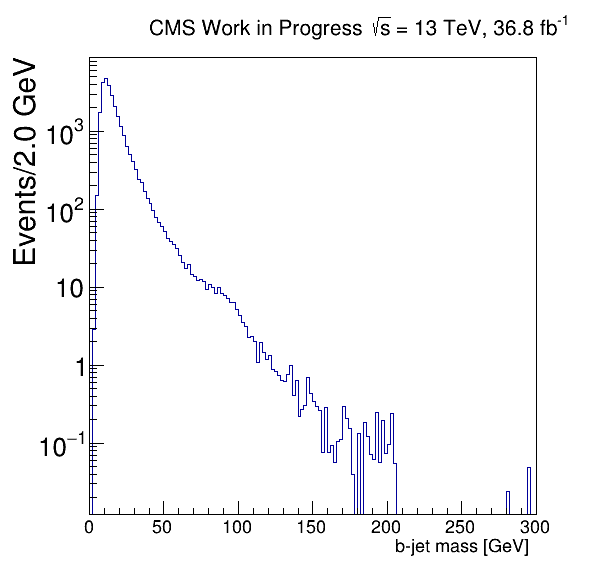 CMS Work in Progress √s = 13 TeV, 36.8 fb⁻¹
Events/2.0 GeV
10³
10²
10
1
10⁻¹
0 50 100 150 200 250 300
b-jet mass [GeV]